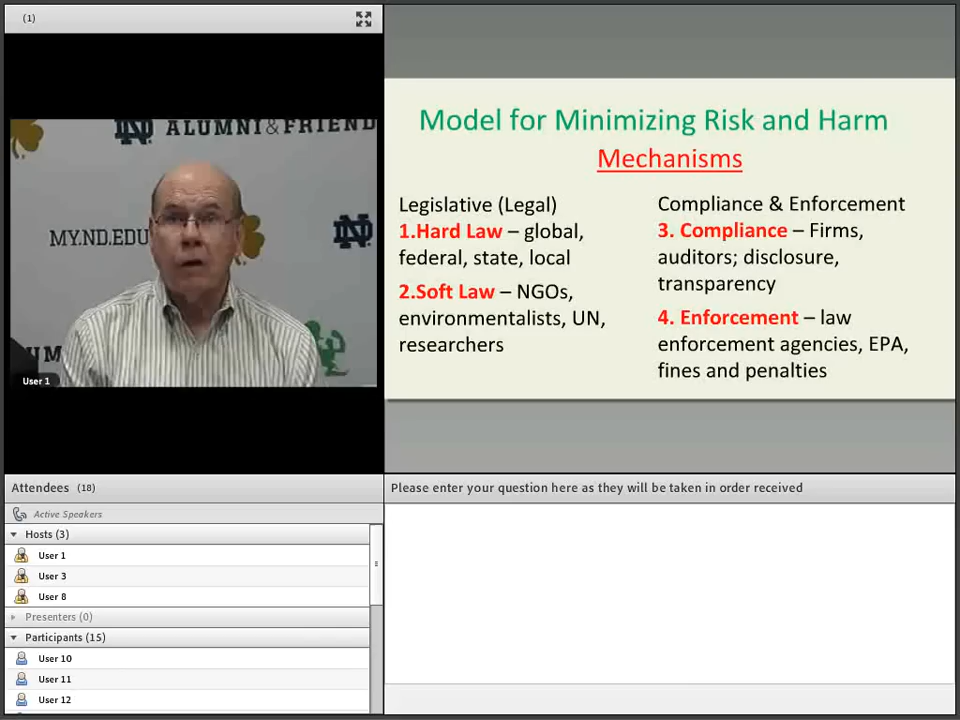 (1)
ND ALUMNI&FRIEND
MY.ND.EDU
ND
UM
User 1
Model for Minimizing Risk and Harm
Mechanisms
Legislative (Legal)
1.Hard Law – global,
federal, state, local
2.Soft Law – NGOs,
environmentalists, UN,
researchers
Compliance & Enforcement
3. Compliance – Firms,
auditors; disclosure,
transparency
4. Enforcement – law
enforcement agencies, EPA,
fines and penalties
Attendees (18)
Active Speakers
Hosts (3)
User 1
User 3
User 8
Presenters (0)
Participants (15)
User 10
User 11
User 12
Please enter your question here as they will be taken in order received